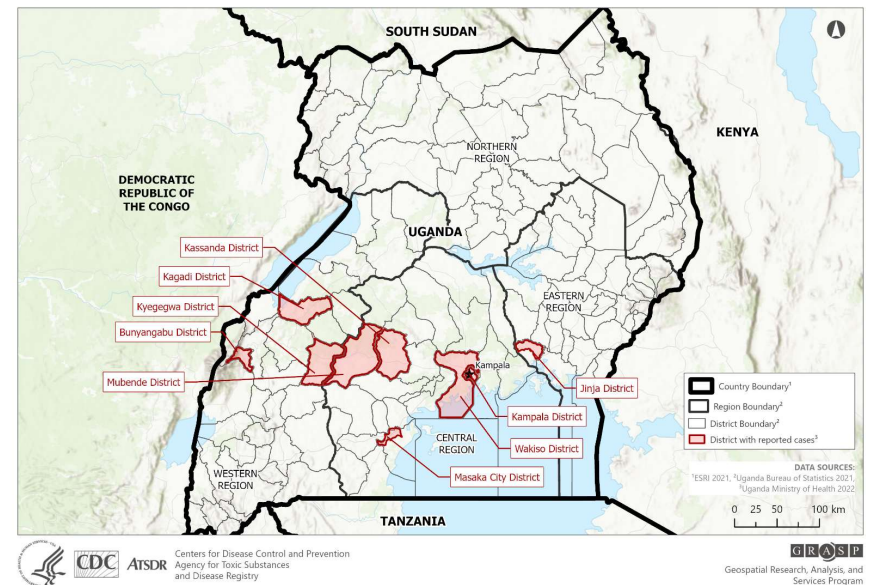 SOUTH SUDAN
KENYA
NORTHERN
REGION
DEMOCRATIC
REPUBLIC OF
THE CONGO
UGANDA
Kassanda District
Kagadi District
Kyegegwa District
Bunyangabu District
Mubende District
EASTERN
REGION
Kampala
Jinja District
Kampala District
Wakiso District
CENTRAL
REGION
Masaka City District
WESTERN
REGION
TANZANIA
Country Boundary¹
Region Boundary²
District Boundary²
District with reported cases³
DATA SOURCES:
¹ESRI 2021, ²Uganda Bureau of Statistics 2021,
³Uganda Ministry of Health 2022
0 25 50 100 km
CDC
ATSDR
Centers for Disease Control and Prevention
Agency for Toxic Substances
and Disease Registry
GRASP
Geospatial Research, Analysis, and
Services Program